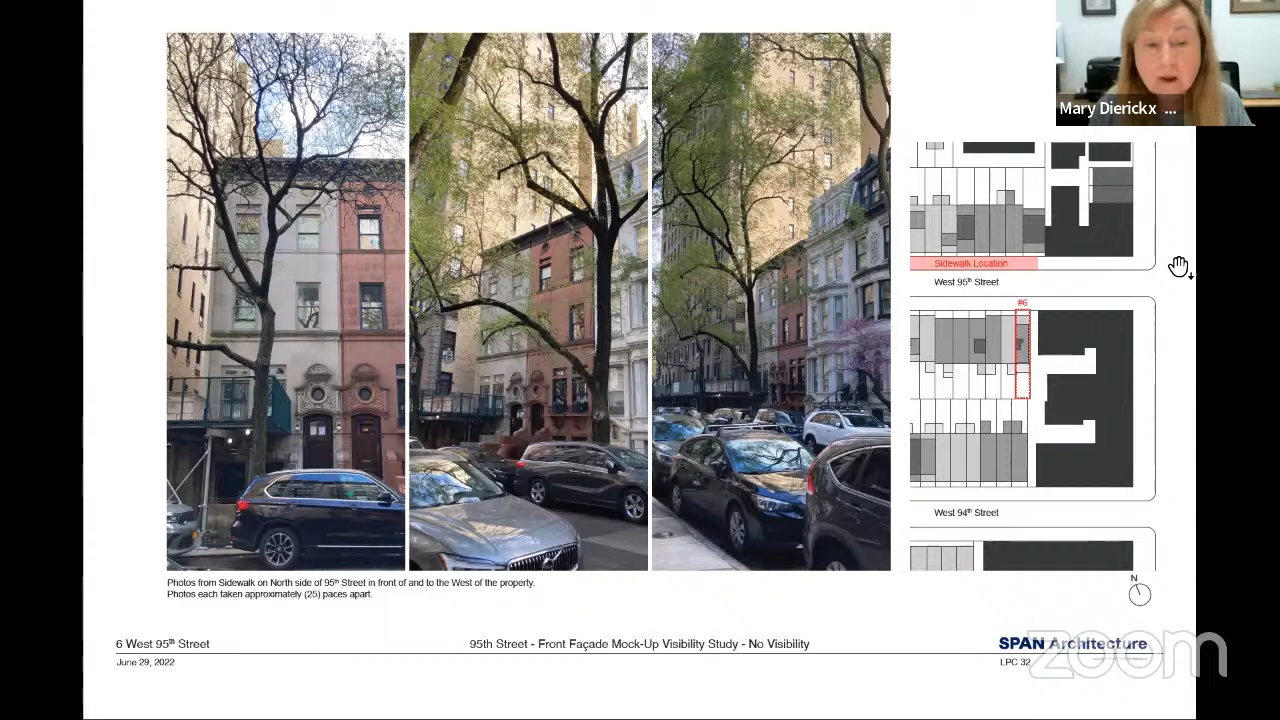 Mary Dierickx ...
Sidewalk Location
West 95th Street
#6
West 94th Street
N
Photos from Sidewalk on North side of 95th Street in front of and to the West of the property.
Photos each taken approximately (25) paces apart.
6 West 95th Street
95th Street - Front Façade Mock-Up Visibility Study - No Visibility
SPAN Architecture
June 29, 2022
LPC 32
zoom